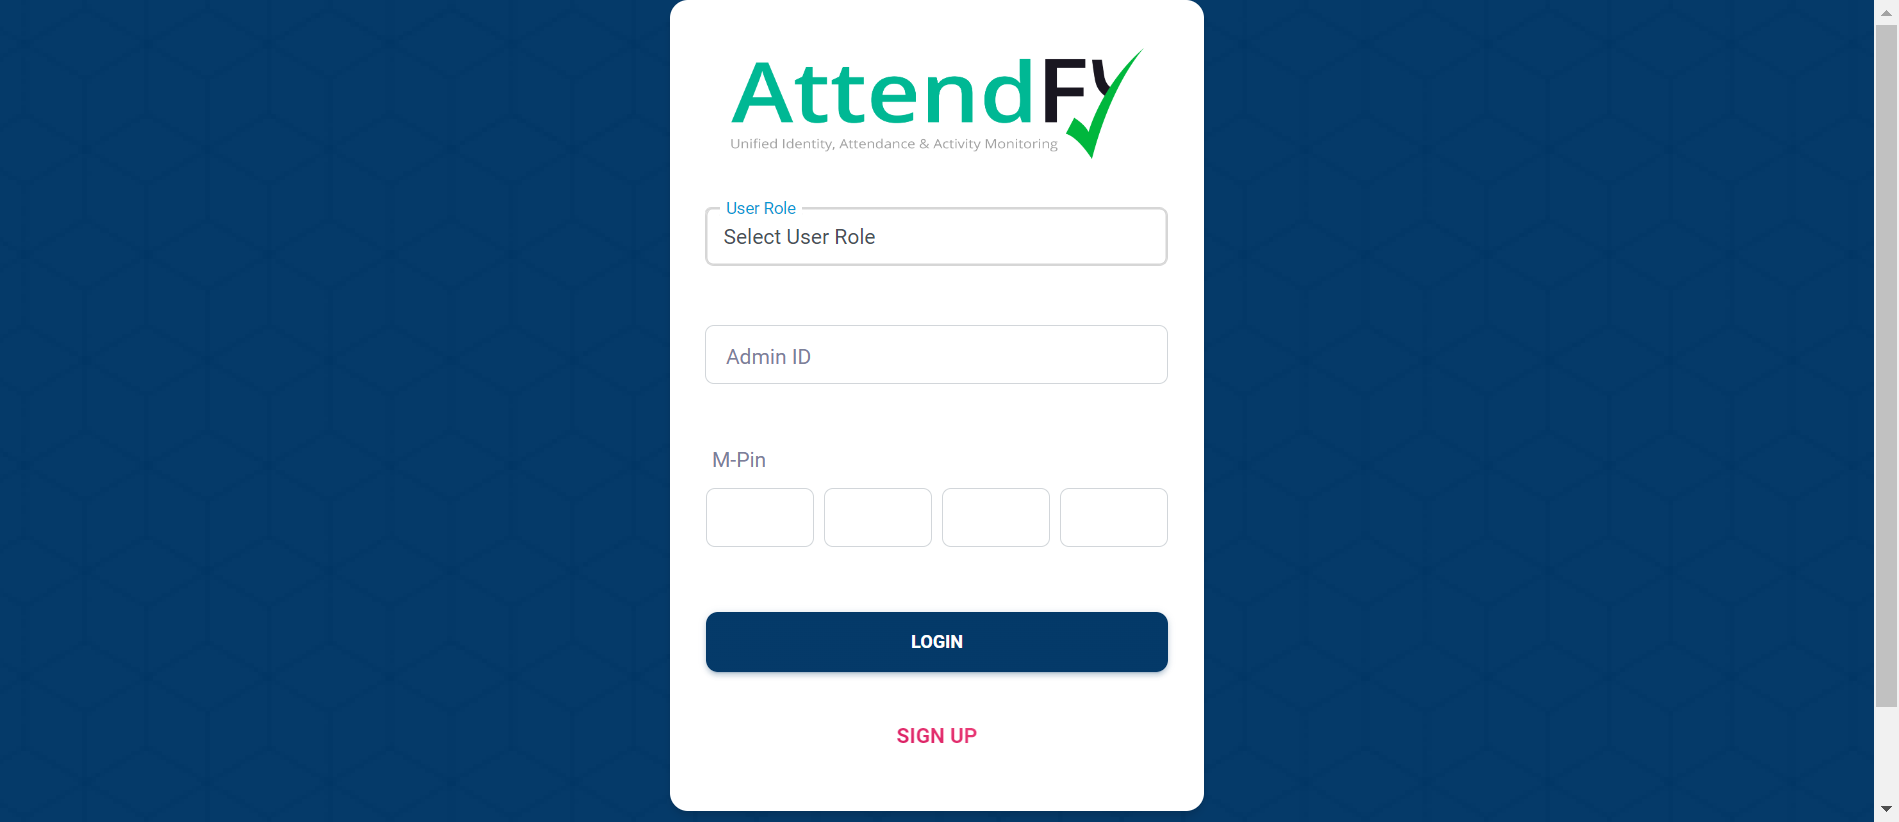 AttendFy
Unified Identity, Attendance & Activity Monitoring
User Role
Select User Role
Admin ID
M-Pin
LOGIN
SIGN UP